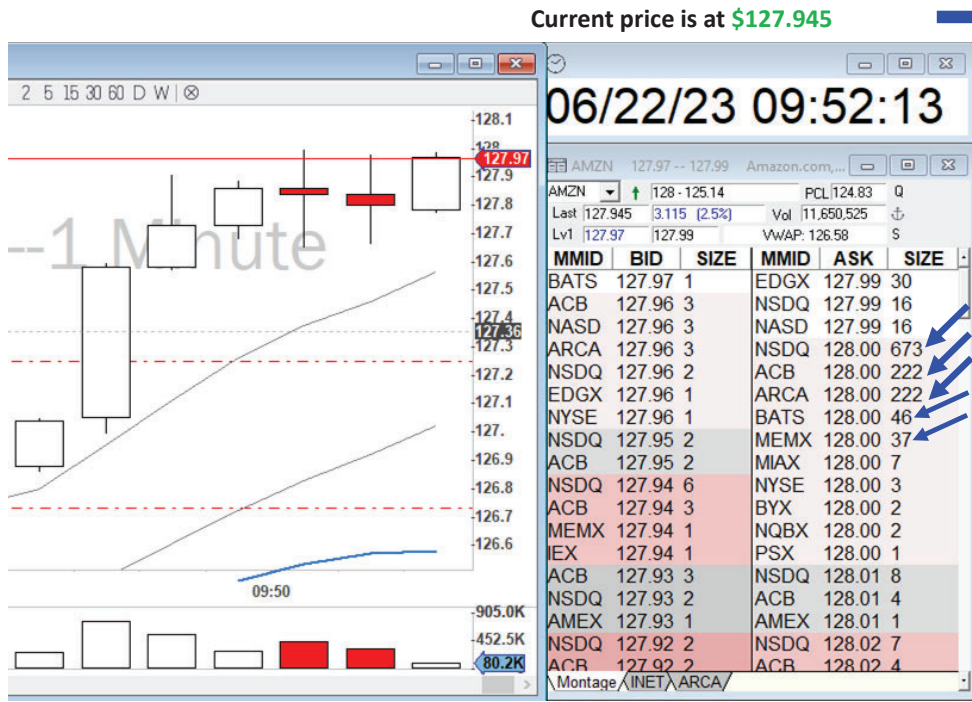 Current price is at $127.945
2 5 15 30 60 D W
--1 Minute
128.1
128.
127.97
127.9
127.8
127.7
127.6
127.5
127.4
127.36
127.3
127.2
127.1
127.
126.9
126.8
126.7
126.6
09:50
905.0K
452.5K
80.2K
06/22/23 09:52:13
AMZN 127.97 -- 127.99 Amazon.com,...
AMZN 128 - 125.14 PCL 124.83 Q
Last 127.945 3.115 (2.5%) Vol 11,650,525
Lv1 127.97 127.99 VWAP: 126.58 S
MMID BID SIZE MMID ASK SIZE
BATS 127.97 1 EDGX 127.99 30
ACB 127.96 3 NSDQ 127.99 16
NASD 127.96 3 NASD 127.99 16
ARCA 127.96 3 NSDQ 128.00 673
NSDQ 127.96 2 ACB 128.00 222
EDGX 127.96 1 ARCA 128.00 222
NYSE 127.96 1 BATS 128.00 46
NSDQ 127.95 2 MEMX 128.00 37
ACB 127.95 2 MIAX 128.00 7
NSDQ 127.94 6 NYSE 128.00 3
ACB 127.94 3 BYX 128.00 2
MEMX 127.94 1 NQBX 128.00 2
IEX 127.94 1 PSX 128.00 1
ACB 127.93 3 NSDQ 128.01 8
NSDQ 127.93 2 ACB 128.01 4
AMEX 127.93 1 AMEX 128.01 1
NSDQ 127.92 2 NSDQ 128.02 7
ACB 127.92 2 ACB 128.02 4
Montage INET ARCA